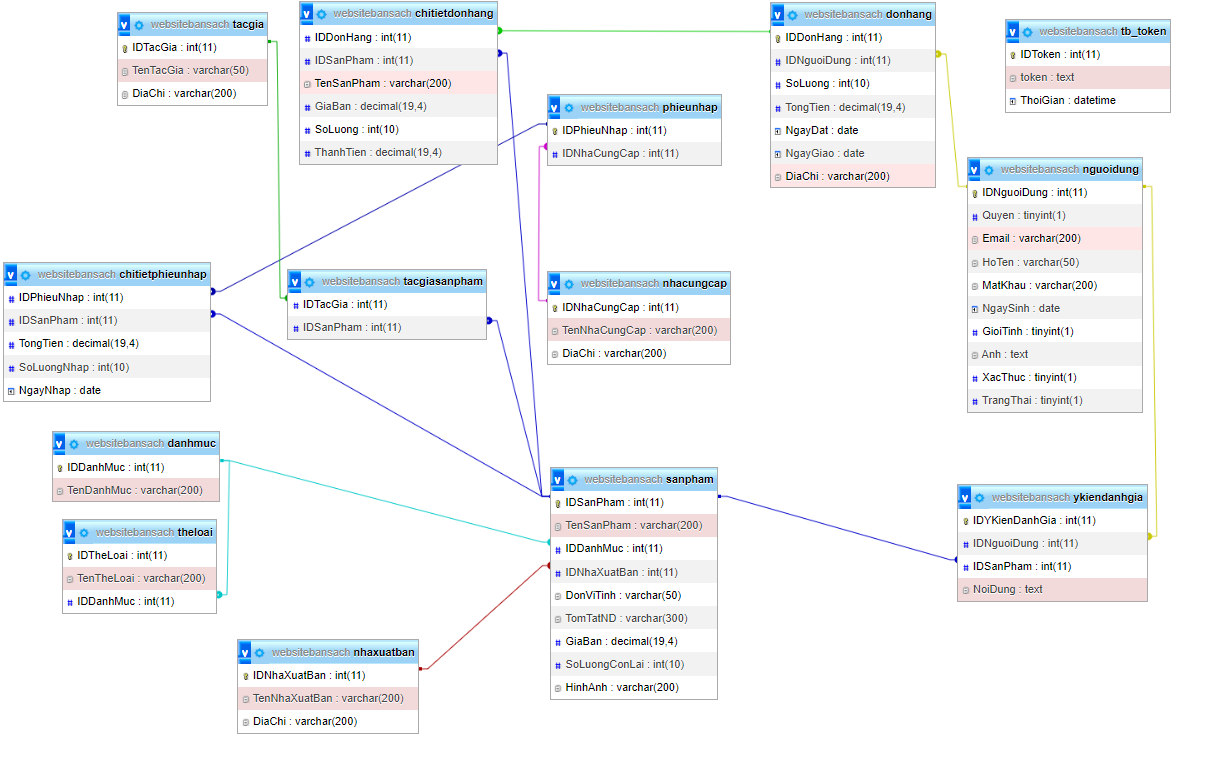 websitebansach tacgia
IDTacGia : int(11)
TenTacGia : varchar(50)
DiaChi : varchar(200)
websitebansach chitietdonhang
IDDonHang : int(11)
IDSanPham : int(11)
TenSanPham : varchar(200)
GiaBan : decimal(19,4)
SoLuong : int(10)
ThanhTien : decimal(19,4)
websitebansach donhang
IDDonHang : int(11)
IDNguoiDung : int(11)
SoLuong : int(10)
TongTien : decimal(19,4)
NgayDat : date
NgayGiao : date
DiaChi : varchar(200)
websitebansach tb_token
IDToken : int(11)
token : text
ThoiGian : datetime
websitebansach phieunhap
IDPhieuNhap : int(11)
IDNhaCungCap : int(11)
websitebansach nguoidung
IDNguoiDung : int(11)
Quyen : tinyint(1)
Email : varchar(200)
HoTen : varchar(50)
MatKhau : varchar(200)
NgaySinh : date
GioiTinh : tinyint(1)
Anh : text
XacThuc : tinyint(1)
TrangThai : tinyint(1)
websitebansach chitietphieunhap
IDPhieuNhap : int(11)
IDSanPham : int(11)
TongTien : decimal(19,4)
SoLuongNhap : int(10)
NgayNhap : date
websitebansach tacgiasanpham
IDTacGia : int(11)
IDSanPham : int(11)
websitebansach nhacungcap
IDNhaCungCap : int(11)
TenNhaCungCap : varchar(200)
DiaChi : varchar(200)
websitebansach danhmuc
IDDanhMuc : int(11)
TenDanhMuc : varchar(200)
websitebansach theloai
IDTheLoai : int(11)
TenTheLoai : varchar(200)
IDDanhMuc : int(11)
websitebansach sanpham
IDSanPham : int(11)
TenSanPham : varchar(200)
IDDanhMuc : int(11)
IDNhaXuatBan : int(11)
DonViTinh : varchar(50)
TomTatND : varchar(300)
GiaBan : decimal(19,4)
SoLuongConLai : int(10)
HinhAnh : varchar(200)
websitebansach ykiendanhgia
IDYKienDanhGia : int(11)
IDNguoiDung : int(11)
IDSanPham : int(11)
NoiDung : text
websitebansach nhaxuatban
IDNhaXuatBan : int(11)
TenNhaXuatBan : varchar(200)
DiaChi : varchar(200)